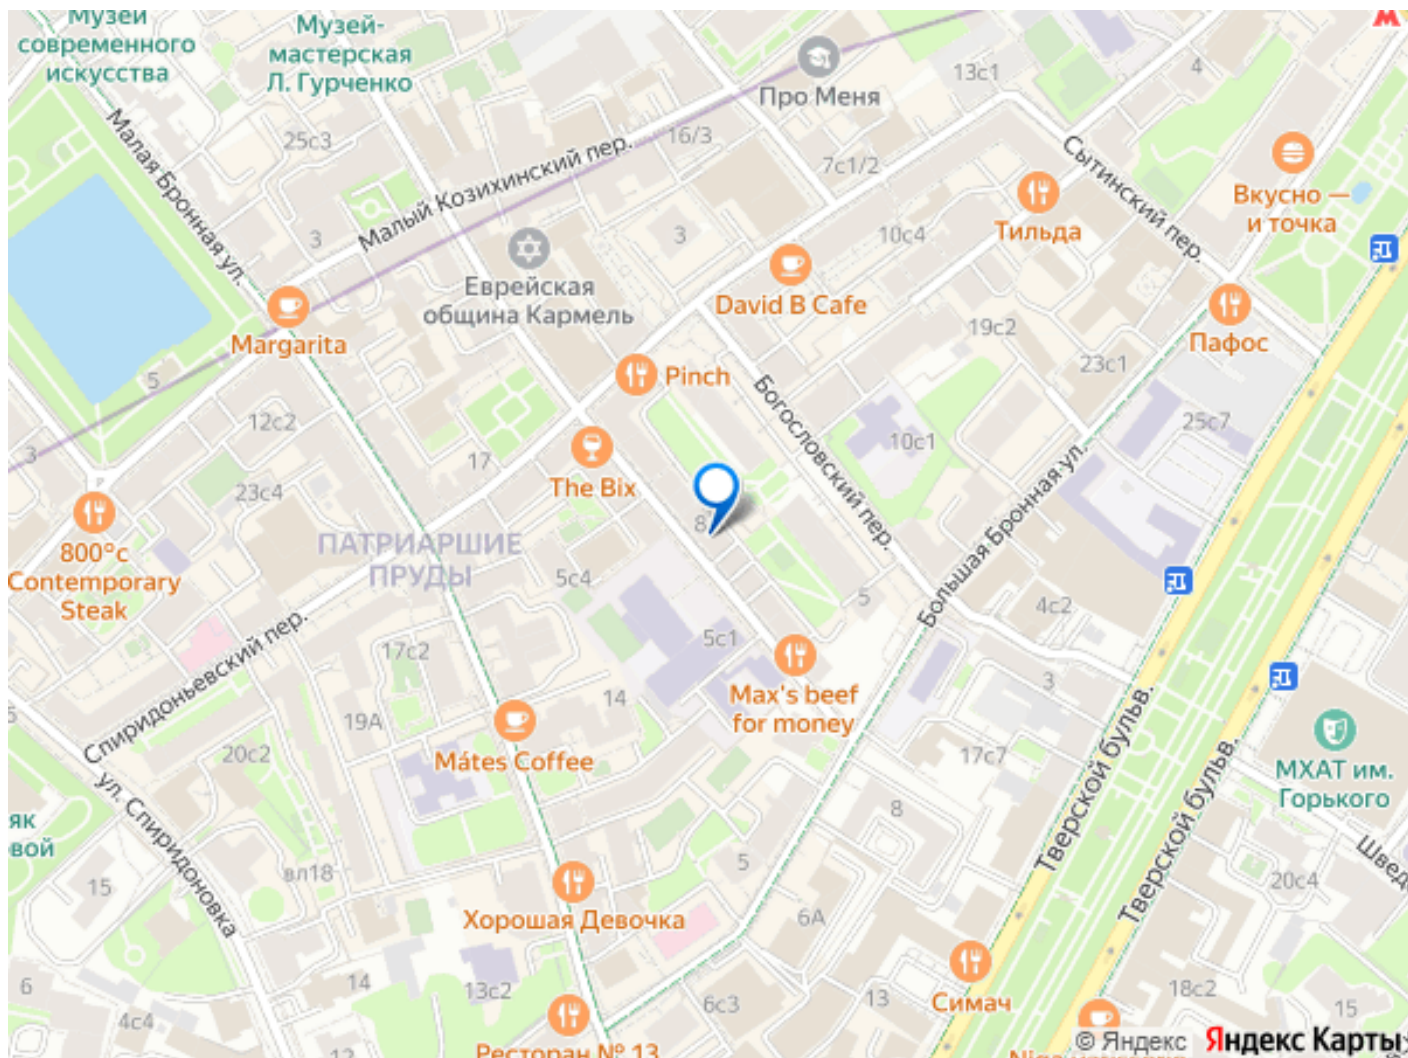 Музей
современного
искусства
Музей-
мастерская
Л. Гурченко
Про Меня
13с1
4
25с3
16/3
7с1/2
Малая Бронная ул.
Малый Козихинский пер.
Сытинский пер.
Вкусно —
и точка
Тильда
3
3
10с4
Еврейская
община Кармель
David B Cafe
Margarita
19с2
Пафос
5
Pinch
23с1
12с2
Богословский пер.
25с7
10с1
3
17
The Bix
23с4
8
800°с
Contemporary
Steak
ПАТРИАРШИЕ
ПРУДЫ
5с4
5
Большая Бронная ул.
4с2
Спиридоньевский пер.
17с2
5с1
3
14
Max's beef
for money
19А
Mátes Coffee
20с2
17с7
МХАТ им.
Горького
Тверской бульв.
Тверской бульв.
ул. Спиридоновка
як
вой
8
Швед
15
вл18
5
20с4
Хорошая Девочка
6А
14
13с2
6
4с4
6с3
13
Симач
18с2
15
12
Ресторан № 13
© Яндекс
Яндекс Карты